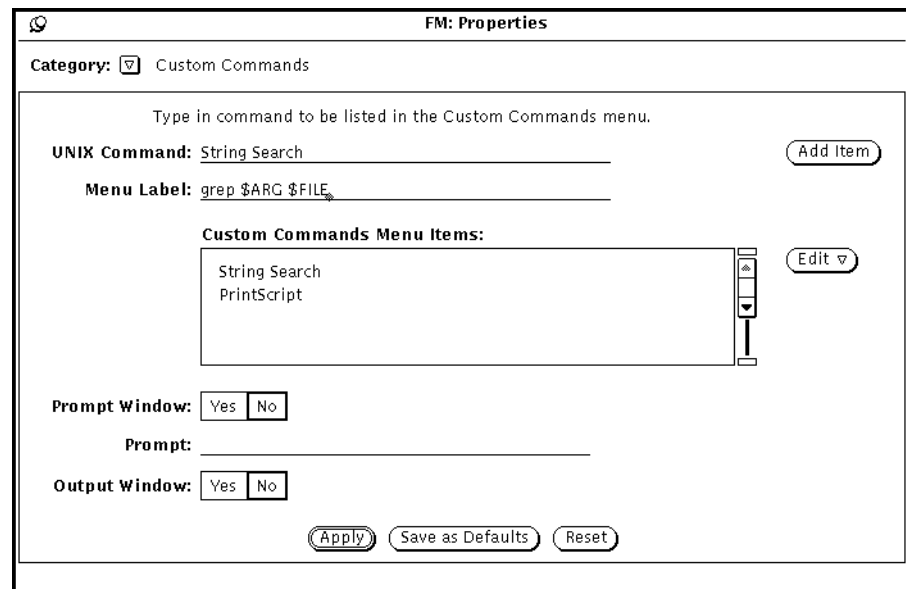 FM: Properties
Category: Custom Commands
Type in command to be listed in the Custom Commands menu.
UNIX Command: String Search Add Item
Menu Label: grep $ARG $FILE
Custom Commands Menu Items:
Edit
String Search
PrintScript
Prompt Window: Yes No
Prompt:
Output Window: Yes No
Apply Save as Defaults Reset